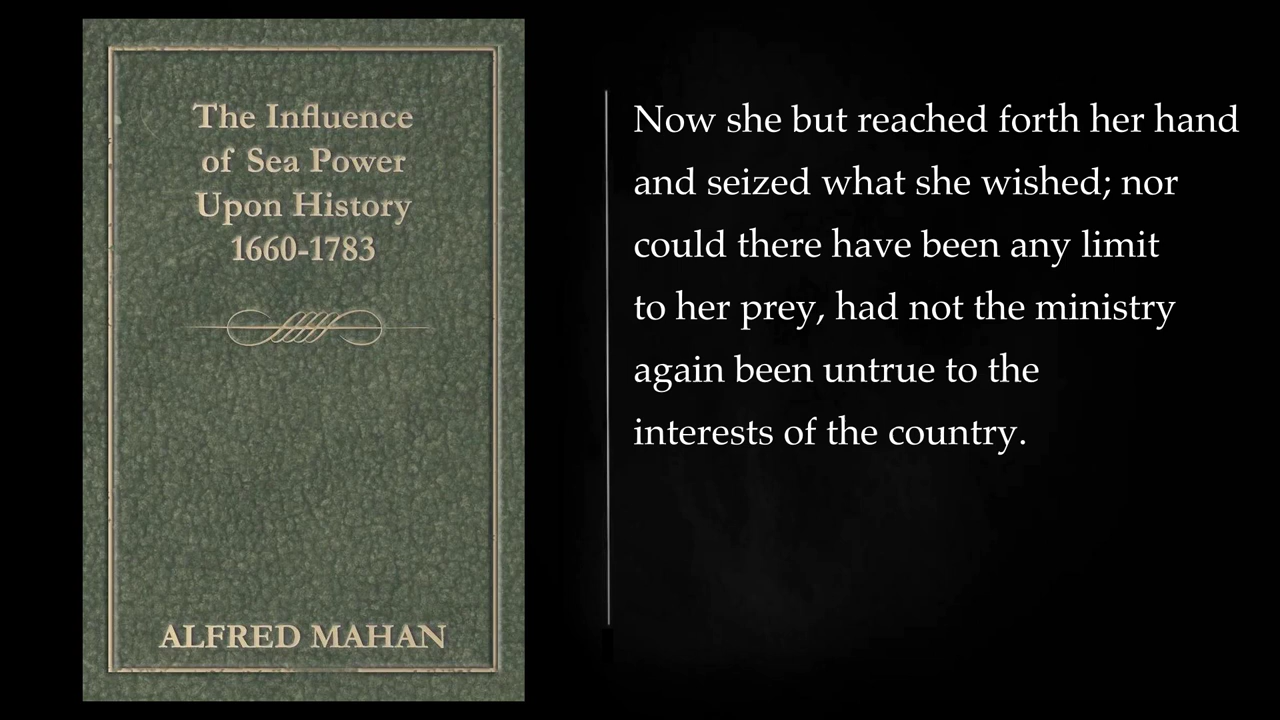 The Influence
of Sea Power
Upon History
1660-1783
ALFRED MAHAN
Now she but reached forth her hand
and seized what she wished; nor
could there have been any limit
to her prey, had not the ministry
again been untrue to the
interests of the country.